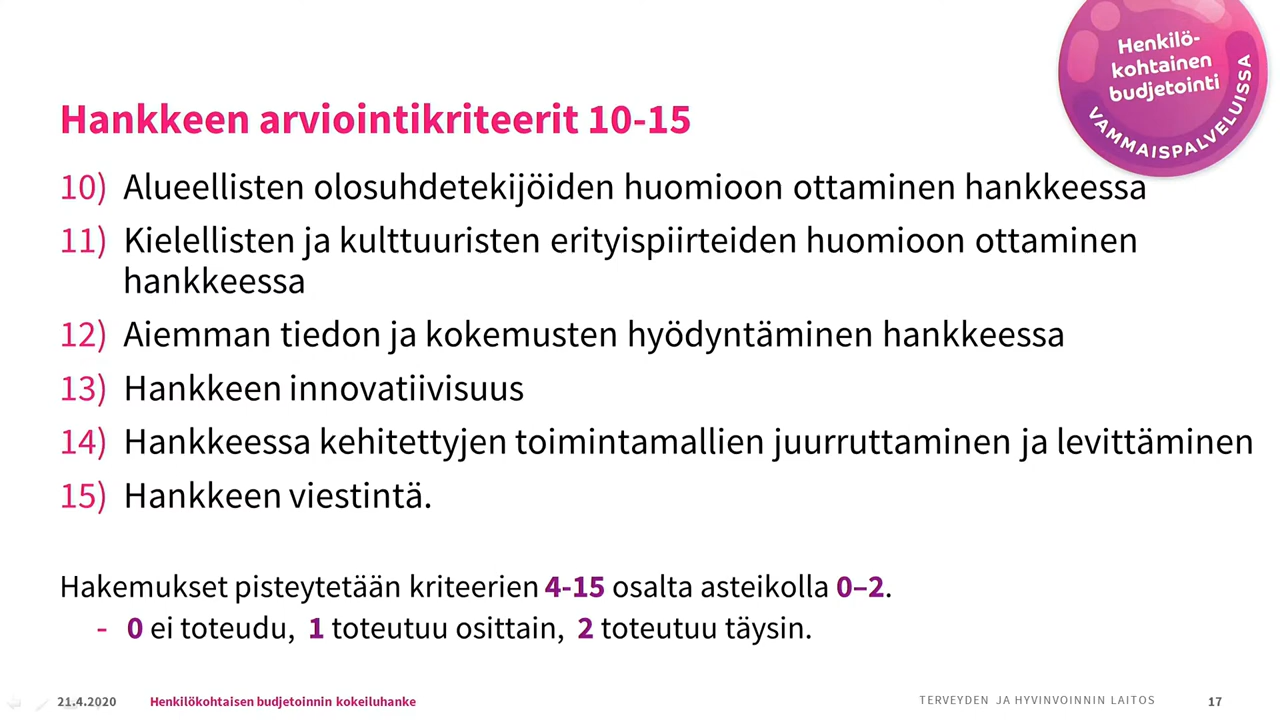 Henkilö-
kohtainen
budjetointi
VAMMAISPALVELUISSA
Hankkeen arviointikriteerit 10-15
10) Alueellisten olosuhdetekijöiden huomioon ottaminen hankkeessa
11) Kielellisten ja kulttuuristen erityispiirteiden huomioon ottaminen
hankkeessa
12) Aiemman tiedon ja kokemusten hyödyntäminen hankkeessa
13) Hankkeen innovatiivisuus
14) Hankkeessa kehitettyjen toimintamallien juurruttaminen ja levittäminen
15) Hankkeen viestintä.
Hakemukset pisteytetään kriteerien 4-15 osalta asteikolla 0–2.
- 0 ei toteudu, 1 toteutuu osittain, 2 toteutuu täysin.
21.4.2020 Henkilökohtaisen budjetoinnin kokeiluhanke TERVEYDEN JA HYVINVOINNIN LAITOS 17